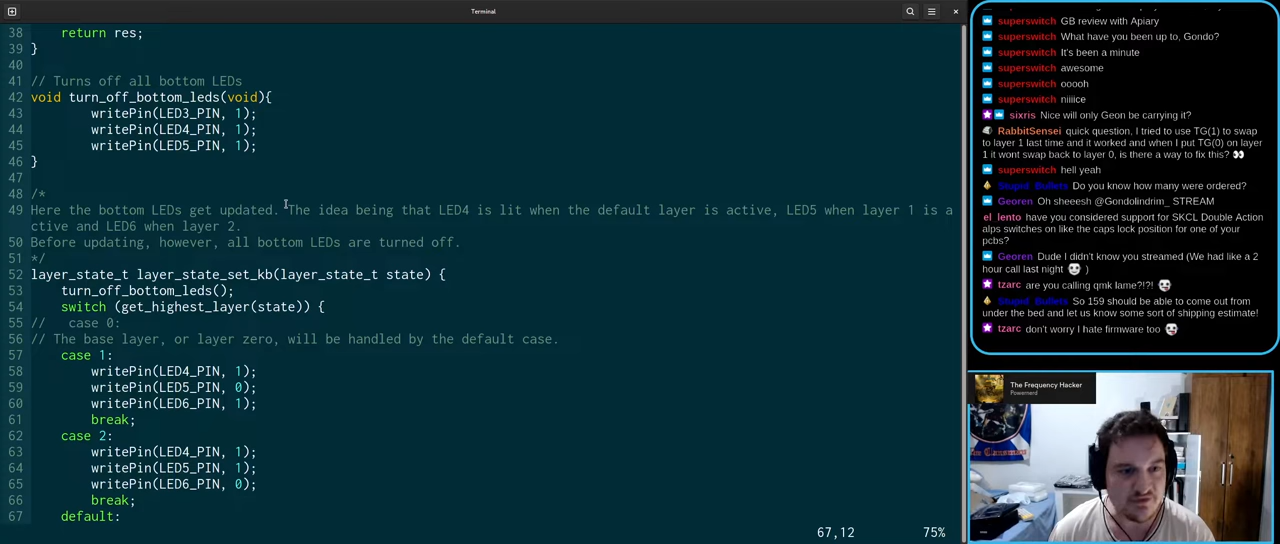 Terminal
38 return res;
39 }
40
41 // Turns off all bottom LEDs
42 void turn_off_bottom_leds(void){
43 writePin(LED3_PIN, 1);
44 writePin(LED4_PIN, 1);
45 writePin(LED5_PIN, 1);
46 }
47
48 /*
49 Here the bottom LEDs get updated. The idea being that LED4 is lit when the default layer is active, LED5 when layer 1 is a
ctive and LED6 when layer 2.
50 Before updating, however, all bottom LEDs are turned off.
51 */
52 layer_state_t layer_state_set_kb(layer_state_t state) {
53 turn_off_bottom_leds();
54 switch (get_highest_layer(state)) {
55 // case 0:
56 // The base layer, or layer zero, will be handled by the default case.
57 case 1:
58 writePin(LED4_PIN, 1);
59 writePin(LED5_PIN, 0);
60 writePin(LED6_PIN, 1);
61 break;
62 case 2:
63 writePin(LED4_PIN, 1);
64 writePin(LED5_PIN, 1);
65 writePin(LED6_PIN, 0);
66 break;
67 default:
67,12 75%
superswitch GB review with Apiary
superswitch What have you been up to, Gondo?
superswitch It's been a minute
superswitch awesome
superswitch ooooh
superswitch niiiice
sixris Nice will only Geon be carrying it?
RabbitSensei quick question, I tried to use TG(1) to swap
to layer 1 last time and it worked and when I put TG(0) on layer
1 it wont swap back to layer 0, is there a way to fix this? 👀
superswitch hell yeah
Stupid_Bullets Do you know how many were ordered?
Georen Oh sheeesh @Gondolindrim_STREAM
el_lento have you considered support for SKCL Double Action
alps switches on like the caps lock position for one of your
pcbs?
Georen Dude I didn't know you streamed (We had like a 2
hour call last night 💀 )
tzarc are you calling qmk lame?!?!
Stupid_Bullets So 159 should be able to come out from
under the bed and let us know some sort of shipping estimate!
tzarc don't worry I hate firmware too
The Frequency Hacker
Powernerd